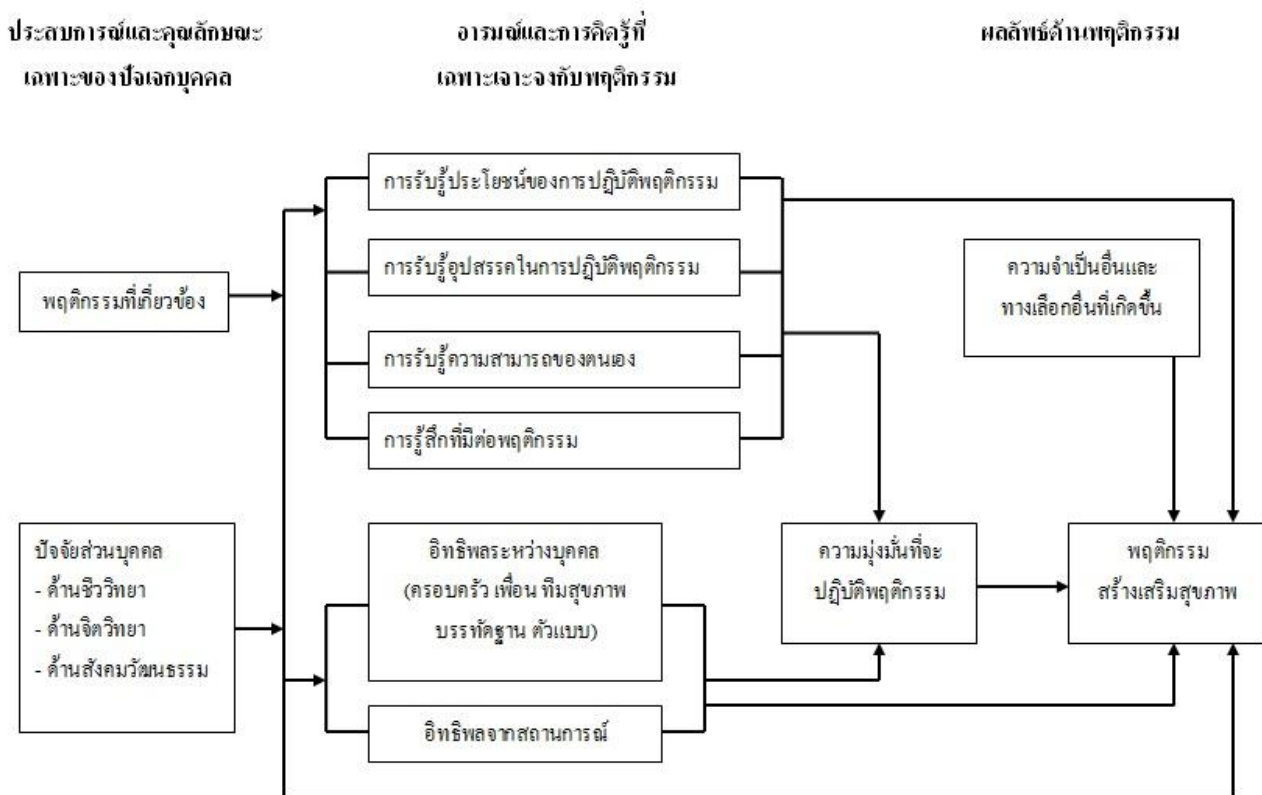 ประสบการณ์และคุณลักษณะ
เฉพาะของปัจเจกบุคคล
อารมณ์และการคิดรู้ที่
เฉพาะเจาะจงกับพฤติกรรม
ผลลัพธ์ด้านพฤติกรรม
การรับรู้ประโยชน์ของการปฏิบัติพฤติกรรม
การรับรู้อุปสรรคในการปฏิบัติพฤติกรรม
ความจำเป็นอื่นและ
ทางเลือกอื่นที่เกิดขึ้น
พฤติกรรมที่เกี่ยวข้อง
การรับรู้ความสามารถของตนเอง
การรู้สึกที่มีต่อพฤติกรรม
ปัจจัยส่วนบุคคล
- ด้านชีววิทยา
- ด้านจิตวิทยา
- ด้านสังคมวัฒนธรรม
อิทธิพลระหว่างบุคคล
(ครอบครัว เพื่อน ทีมสุขภาพ
บรรทัดฐาน ตัวแบบ)
ความมุ่งมั่นที่จะ
ปฏิบัติพฤติกรรม
พฤติกรรม
สร้างเสริมสุขภาพ
อิทธิพลจากสถานการณ์